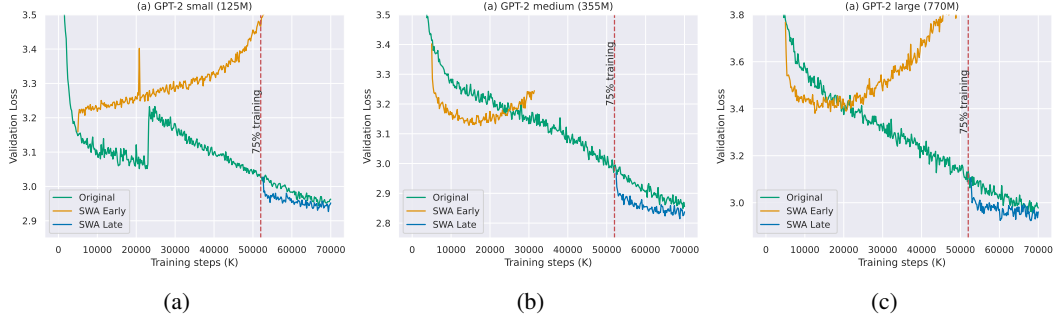 (a) GPT-2 small (125M)
3.5
3.4
3.3
3.2
3.1
3.0
2.9
Validation Loss
75% training
Original
SWA Early
SWA Late
0 10000 20000 30000 40000 50000 60000 70000
Training steps (K)
(a)
(a) GPT-2 medium (355M)
3.5
3.4
3.3
3.2
3.1
3.0
2.9
2.8
Validation Loss
75% training
Original
SWA Early
SWA Late
0 10000 20000 30000 40000 50000 60000 70000
Training steps (K)
(b)
(a) GPT-2 large (770M)
3.8
3.6
3.4
3.2
3.0
Validation Loss
75% training
Original
SWA Early
SWA Late
0 10000 20000 30000 40000 50000 60000 70000
Training steps (K)
(c)